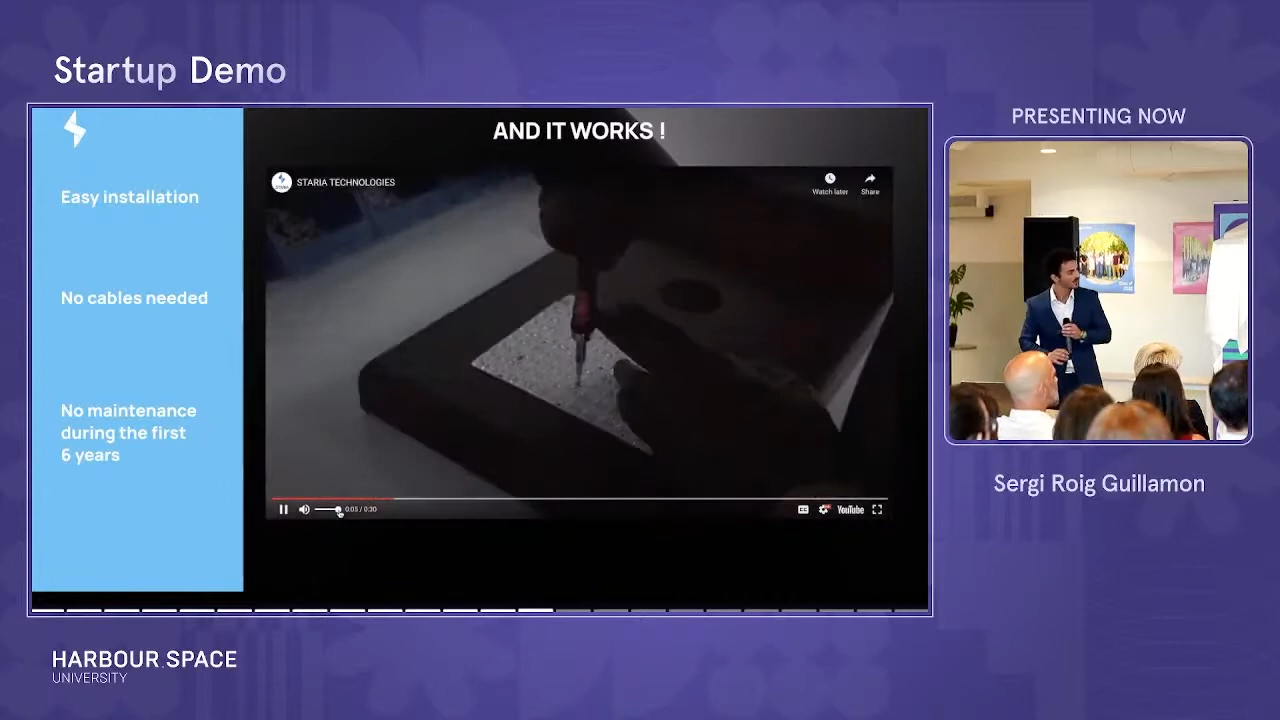 Startup Demo
AND IT WORKS !
Easy installation
No cables needed
No maintenance
during the first
6 years
STARIA TECHNOLOGIES
Watch later
Share
0:05 / 0:30
YouTube
PRESENTING NOW
Sergi Roig Guillamon
HARBOUR.SPACE
UNIVERSITY